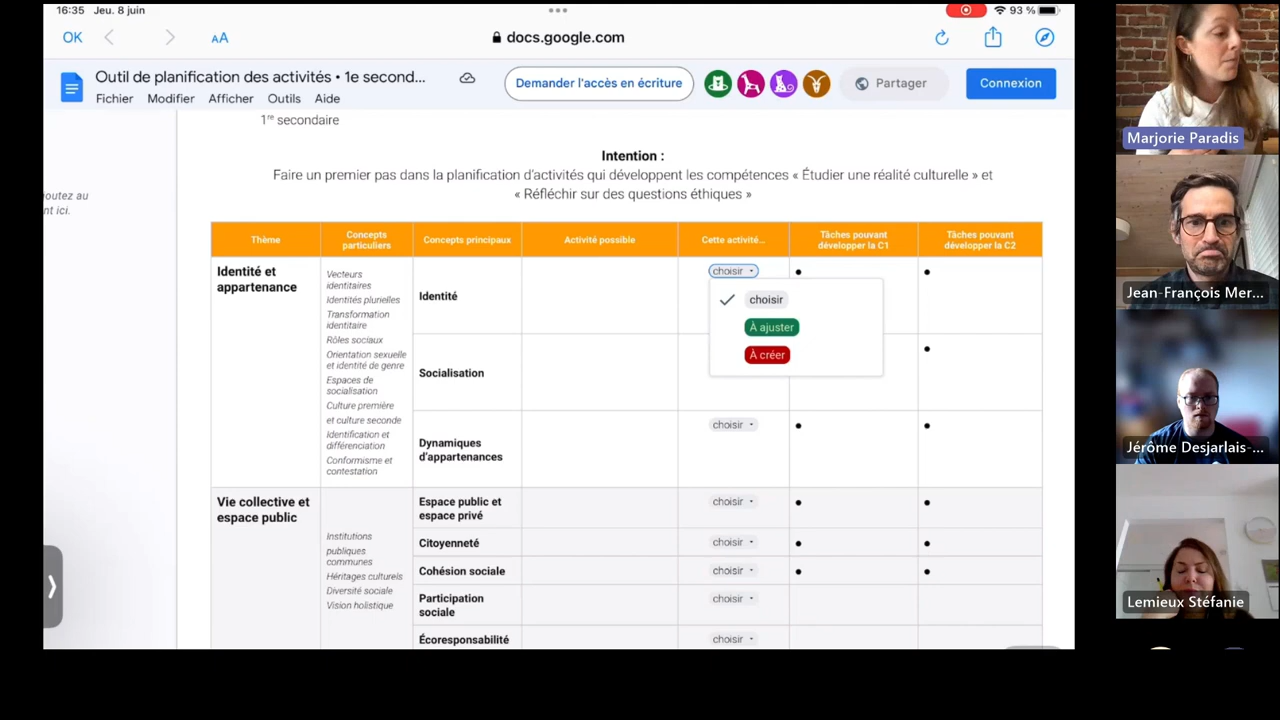 16:35 Jeu. 8 juin
93 %
OK
AA
docs.google.com
Outil de planification des activités • 1e second...
Demander l'accès en écriture
Partager
Connexion
Fichier Modifier Afficher Outils Aide
1re secondaire
outez au
nt ici.
Intention :
Faire un premier pas dans la planification d'activités qui développent les compétences « Étudier une réalité culturelle » et
« Réfléchir sur des questions éthiques »
Thème
Concepts
particuliers
Concepts principaux
Activité possible
Cette activité...
Tâches pouvant
développer la C1
Tâches pouvant
développer la C2
Identité et
appartenance
Vecteurs
identitaires
Identités plurielles
Transformation
identitaire
Rôles sociaux
Orientation sexuelle
et identité de genre
Espaces de
socialisation
Culture première
et culture seconde
Identification et
différenciation
Conformisme et
contestation
Identité
choisir
choisir
À ajuster
À créer
Socialisation
Dynamiques
d'appartenances
choisir
Vie collective et
espace public
Institutions
publiques
communes
Héritages culturels
Diversité sociale
Vision holistique
Espace public et
espace privé
choisir
Citoyenneté
choisir
Cohésion sociale
choisir
Participation
sociale
choisir
Écoresponsabilité
choisir
Marjorie Paradis
Jean-François Mer...
Jérôme Desjarlais-...
Lemieux Stéfanie